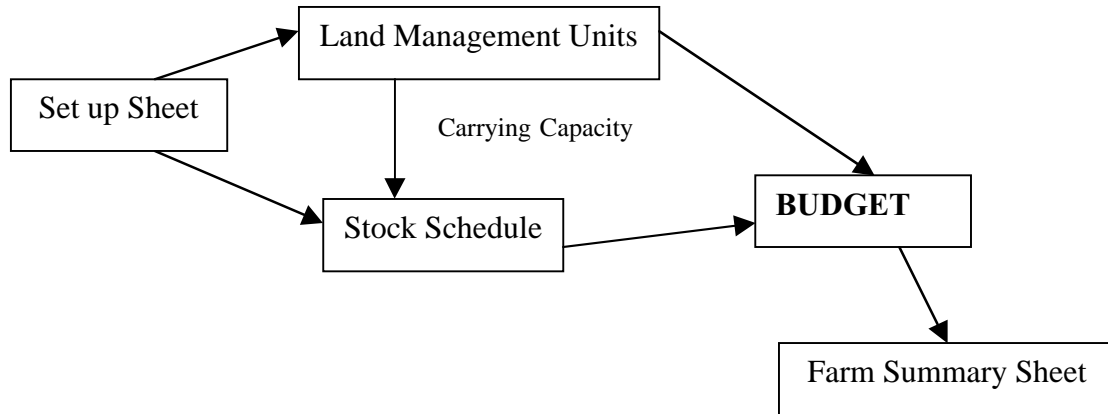 Land Management Units
Set up Sheet
Carrying Capacity
BUDGET
Stock Schedule
Farm Summary Sheet